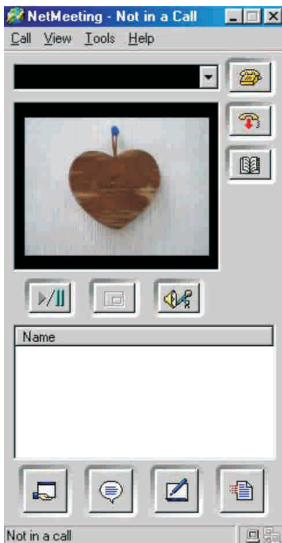 NetMeeting - Not in a Call
Call View Tools Help
Name
Not in a call